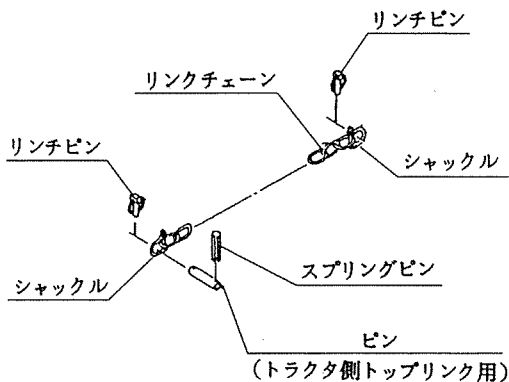 リンチピン
リンクチェーン
リンチピン
シャックル
スプリングピン
シャックル
ピン
(トラクタ側トップリンク用)